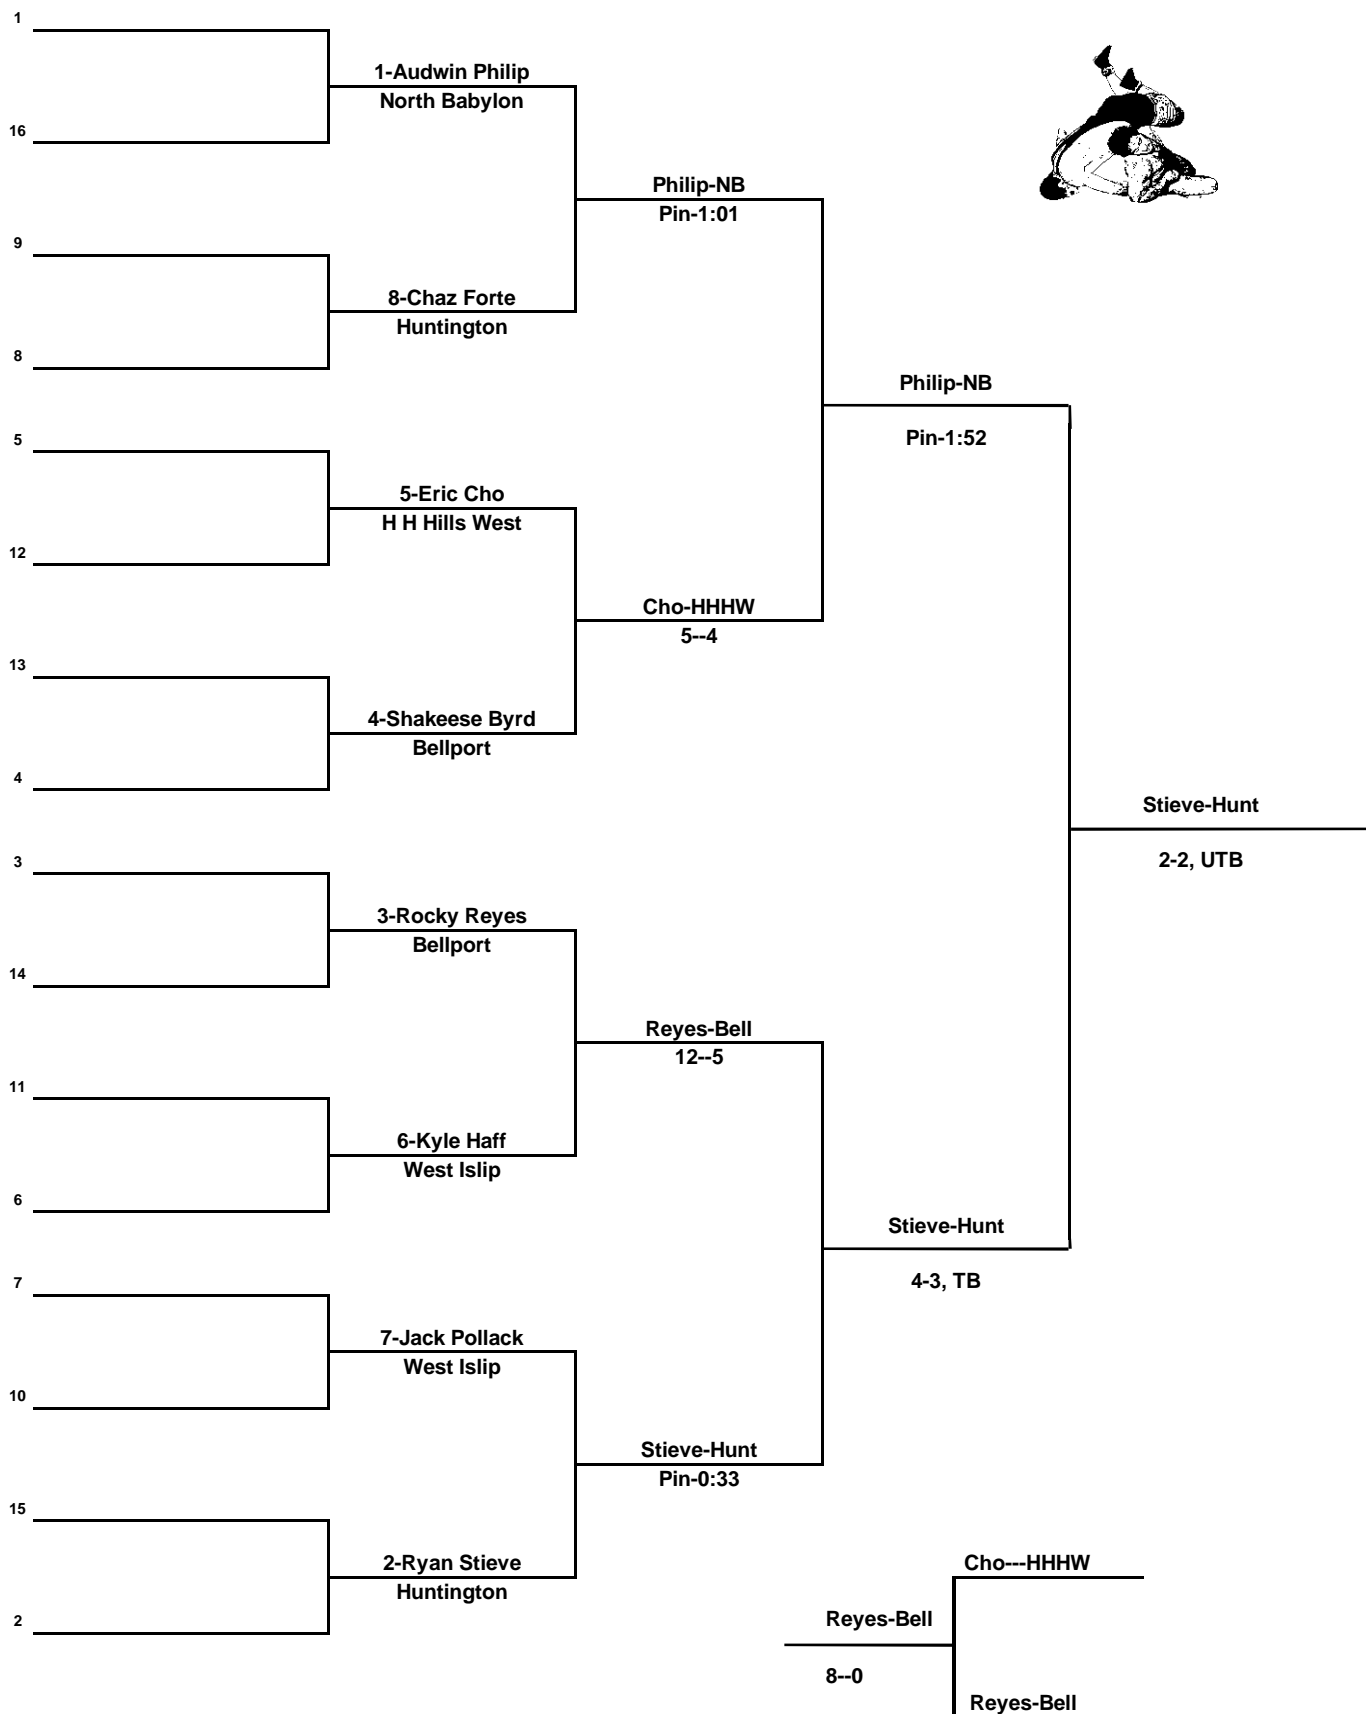 1
1-Audwin Philip
North Babylon
16
Philip-NB
Pin-1:01
9
8-Chaz Forte
Huntington
8
Philip-NB
Pin-1:52
5
5-Eric Cho
H H Hills West
12
Cho-HHHW
5--4
13
4-Shakeese Byrd
Bellport
4
Stieve-Hunt
2-2, UTB
3
3-Rocky Reyes
Bellport
14
Reyes-Bell
12--5
11
6-Kyle Haff
West Islip
6
Stieve-Hunt
4-3, TB
7
7-Jack Pollack
West Islip
10
Stieve-Hunt
Pin-0:33
15
2-Ryan Stieve
Huntington
2
Cho---HHHW
Reyes-Bell
8--0
Reyes-Bell